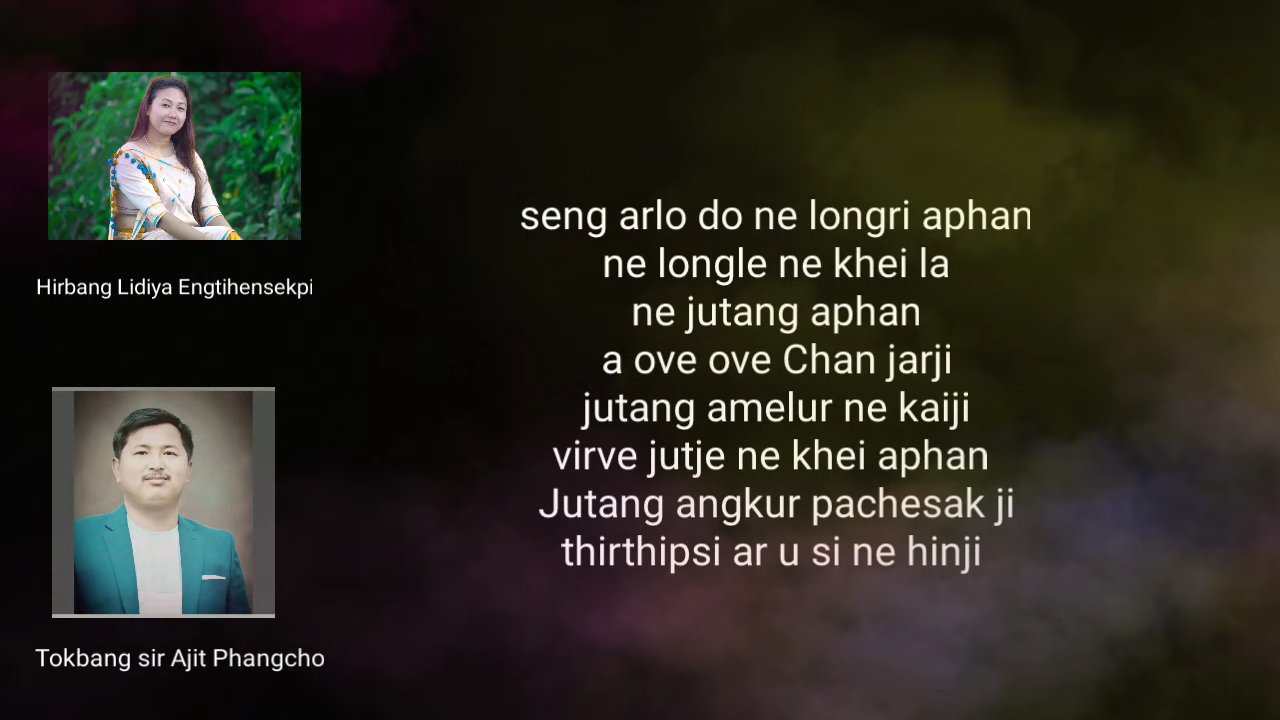 Hirbang Lidiya Engtihensekpi
Tokbang sir Ajit Phangcho
seng arlo do ne longri aphan
ne longle ne khei la
ne jutang aphan
a ove ove Chan jarji
jutang amelur ne kaiji
virve jutje ne khei aphan
Jutang angkur pachesak ji
thirthipsi ar u si ne hinji